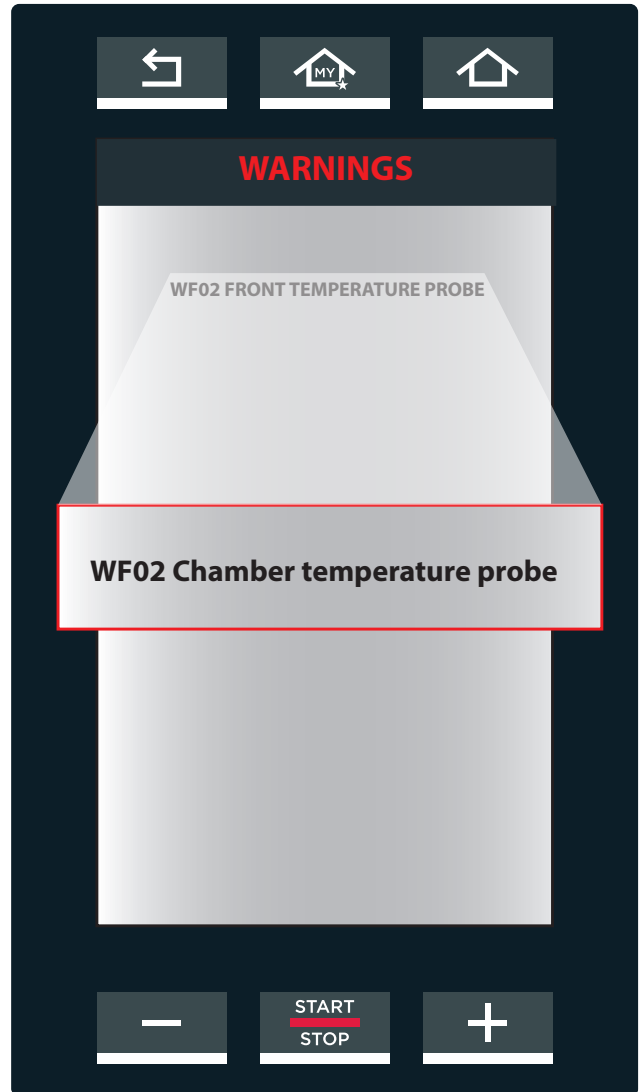 MY
WARNINGS
WF02 FRONT TEMPERATURE PROBE
WF02 Chamber temperature probe
START
STOP